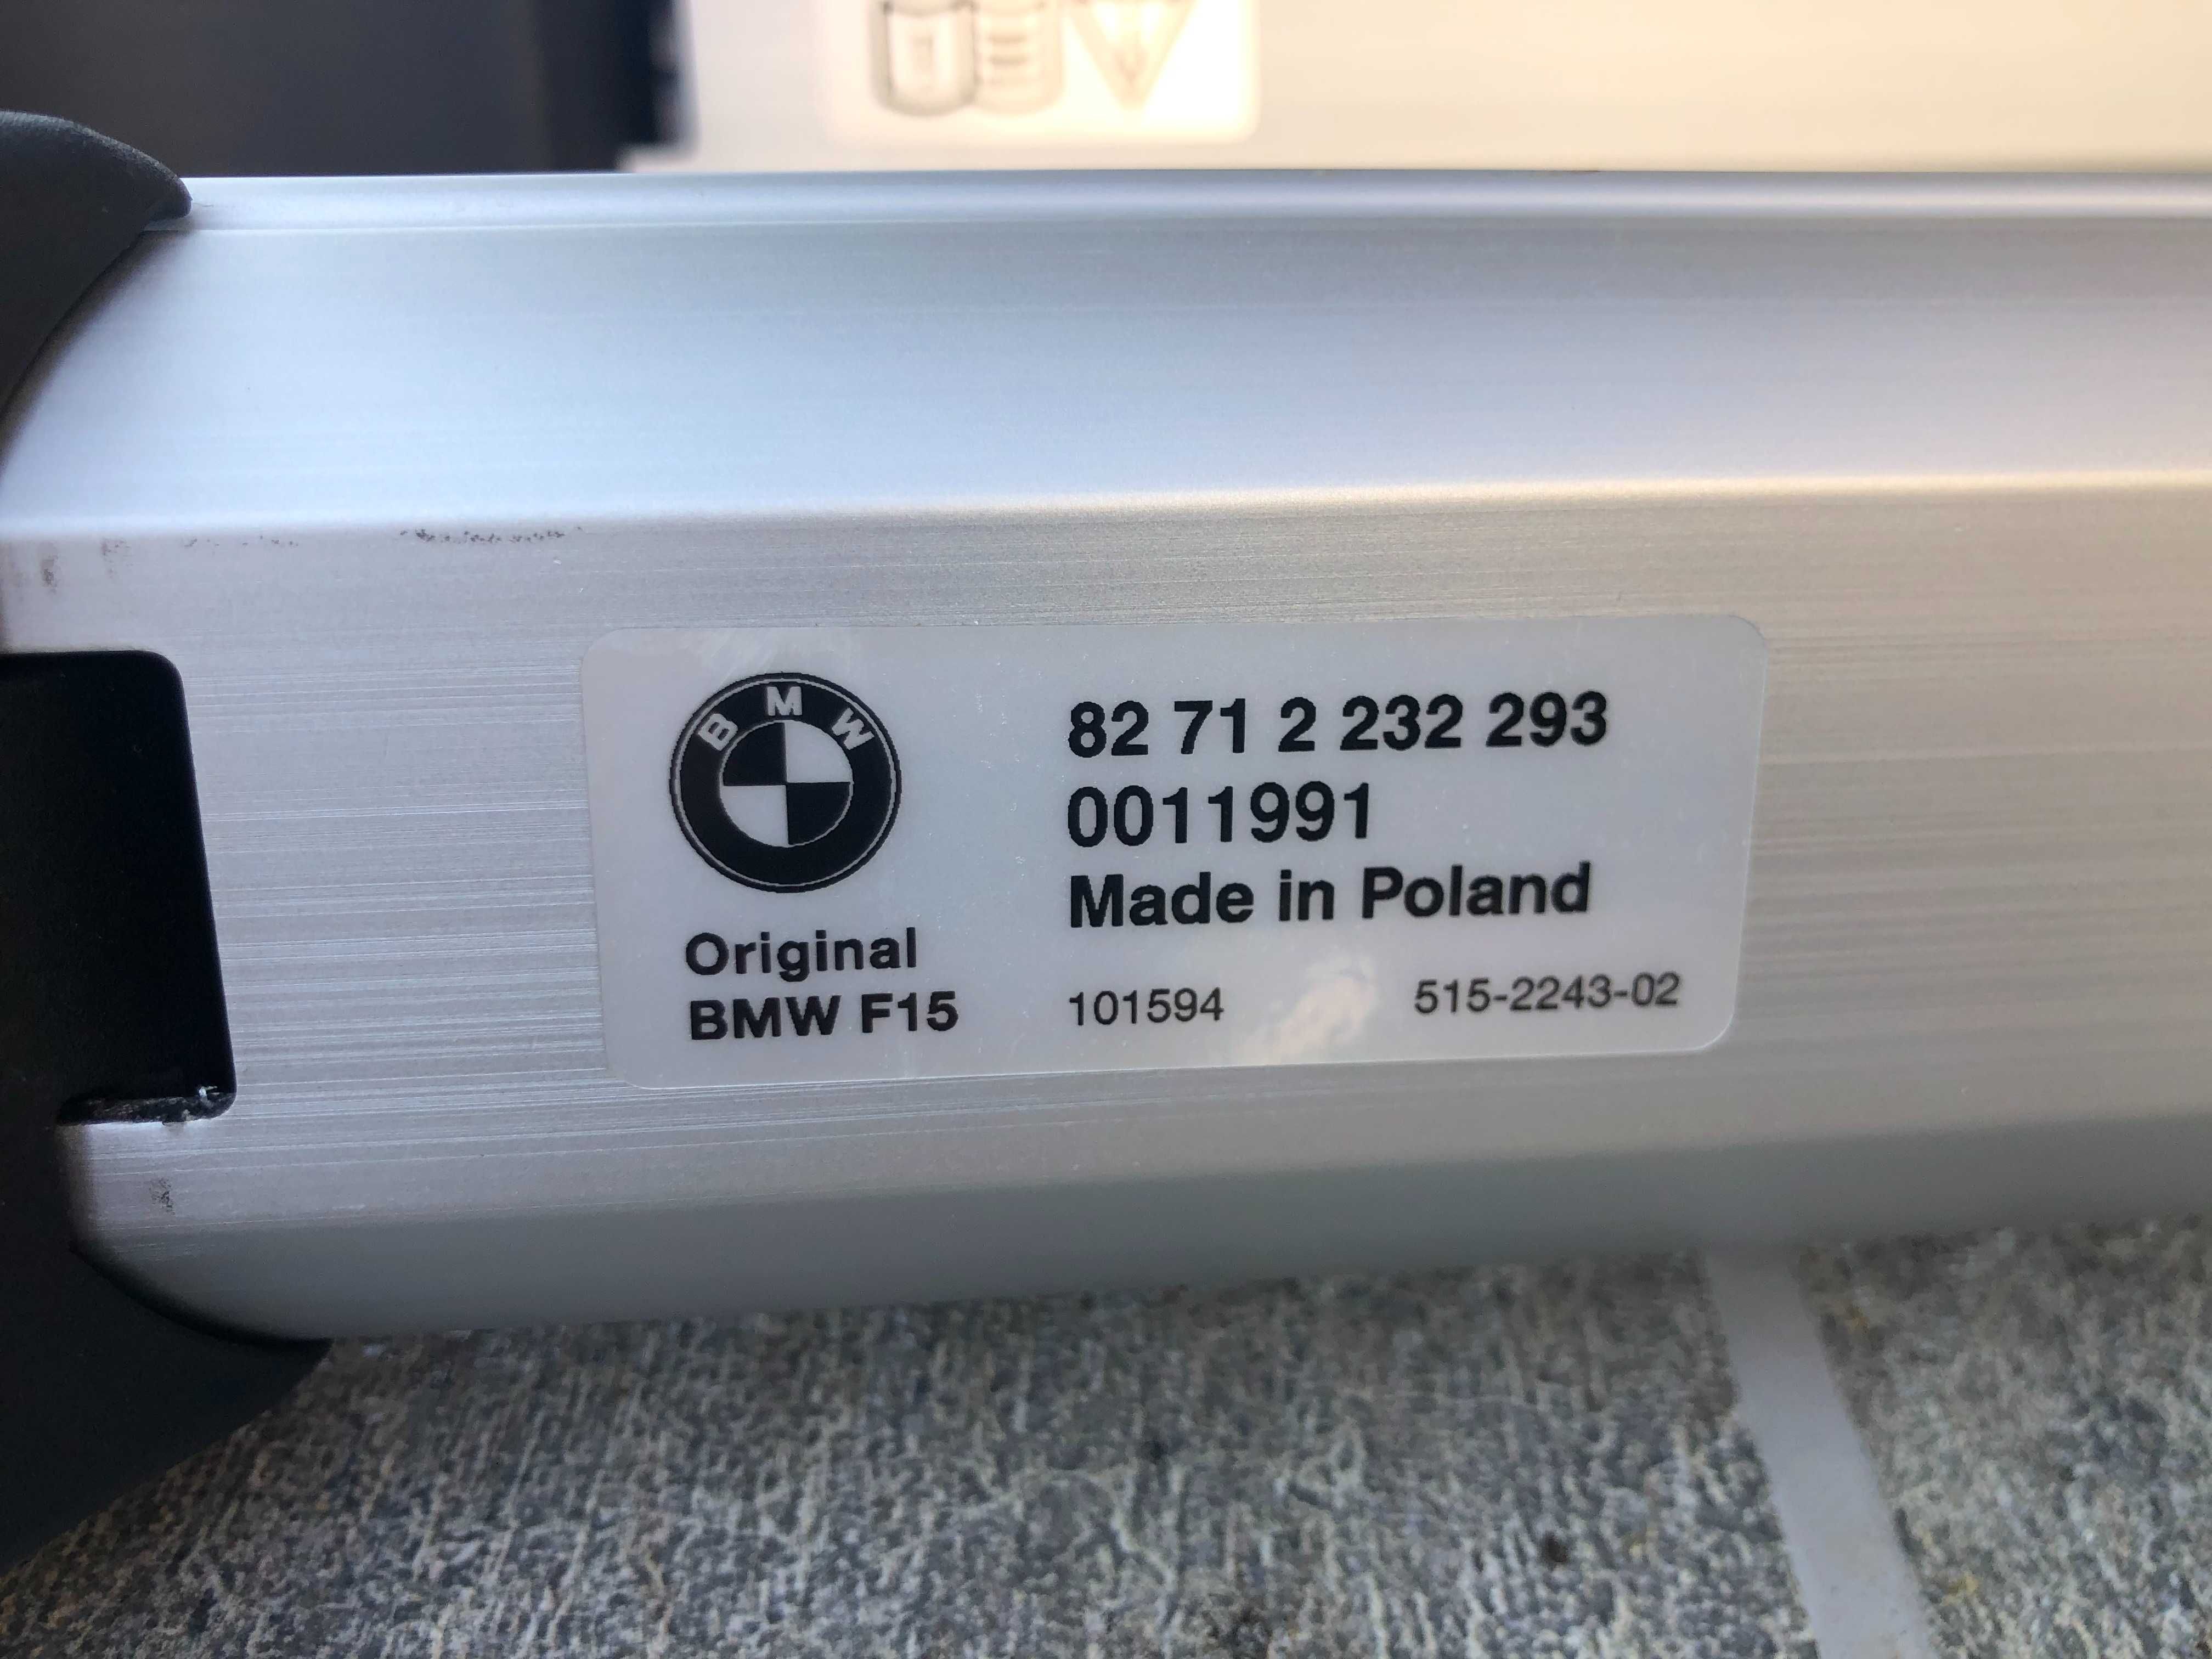 BMW
Original
BMW F15
82 71 2 232 293
0011991
Made in Poland
101594 515-2243-02